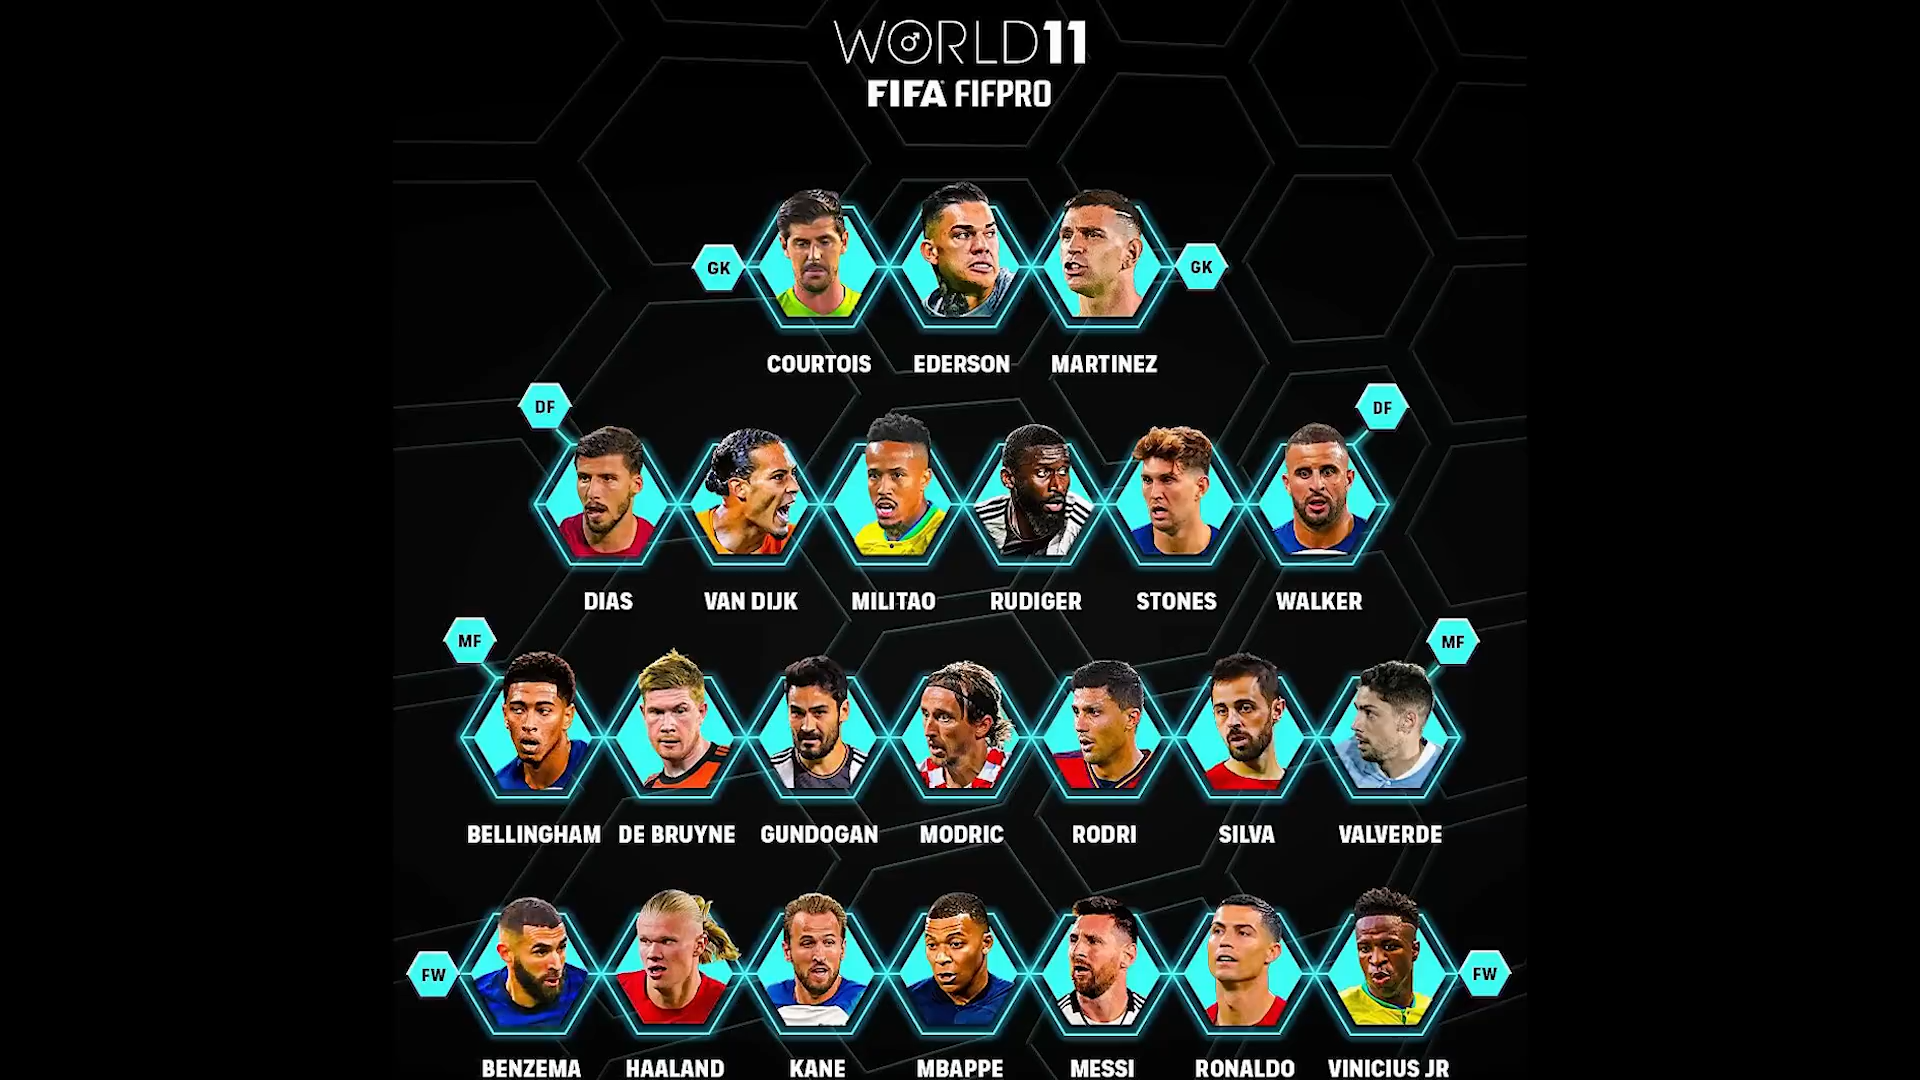 WORLD11
FIFA FIFPRO
GK GK
COURTOIS EDERSON MARTINEZ
DF DF
DIAS VAN DIJK MILITAO RUDIGER STONES WALKER
MF MF
BELLINGHAM DE BRUYNE GUNDOGAN MODRIC RODRI SILVA VALVERDE
FW FW
BENZEMA HAALAND KANE MBAPPE MESSI RONALDO VINICIUS JR